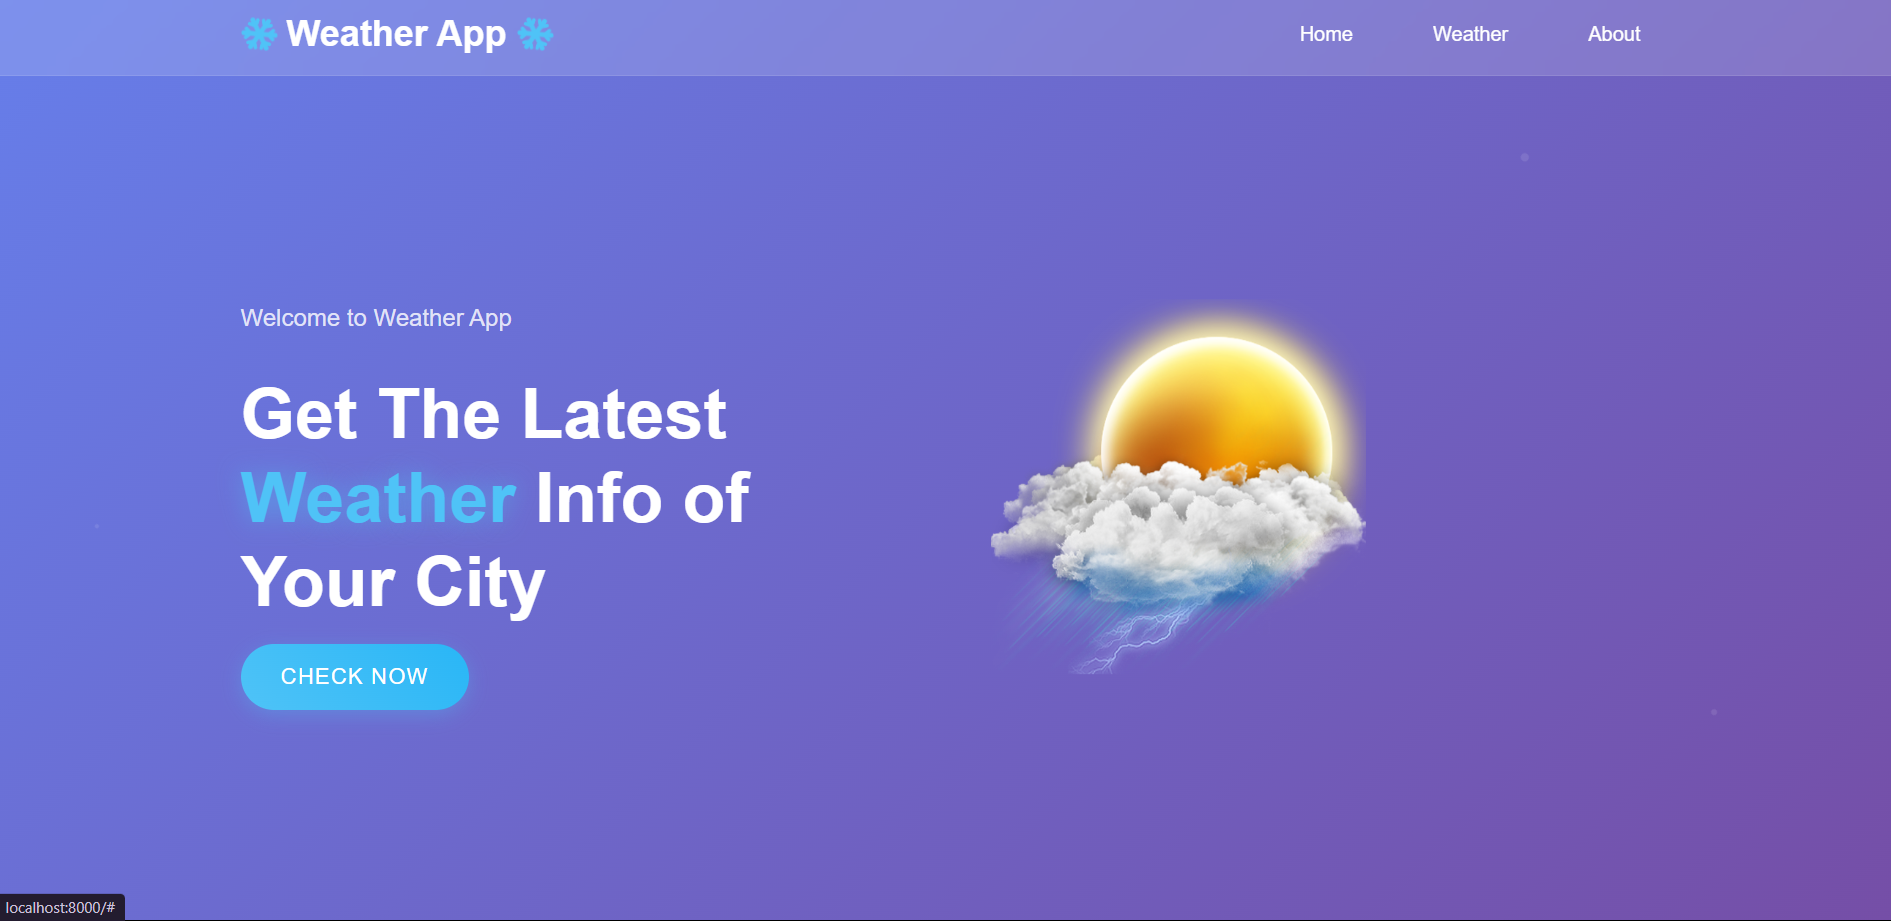 Weather App
Home Weather About
Welcome to Weather App
Get The Latest
Weather Info of
Your City
CHECK NOW
localhost:8000/#